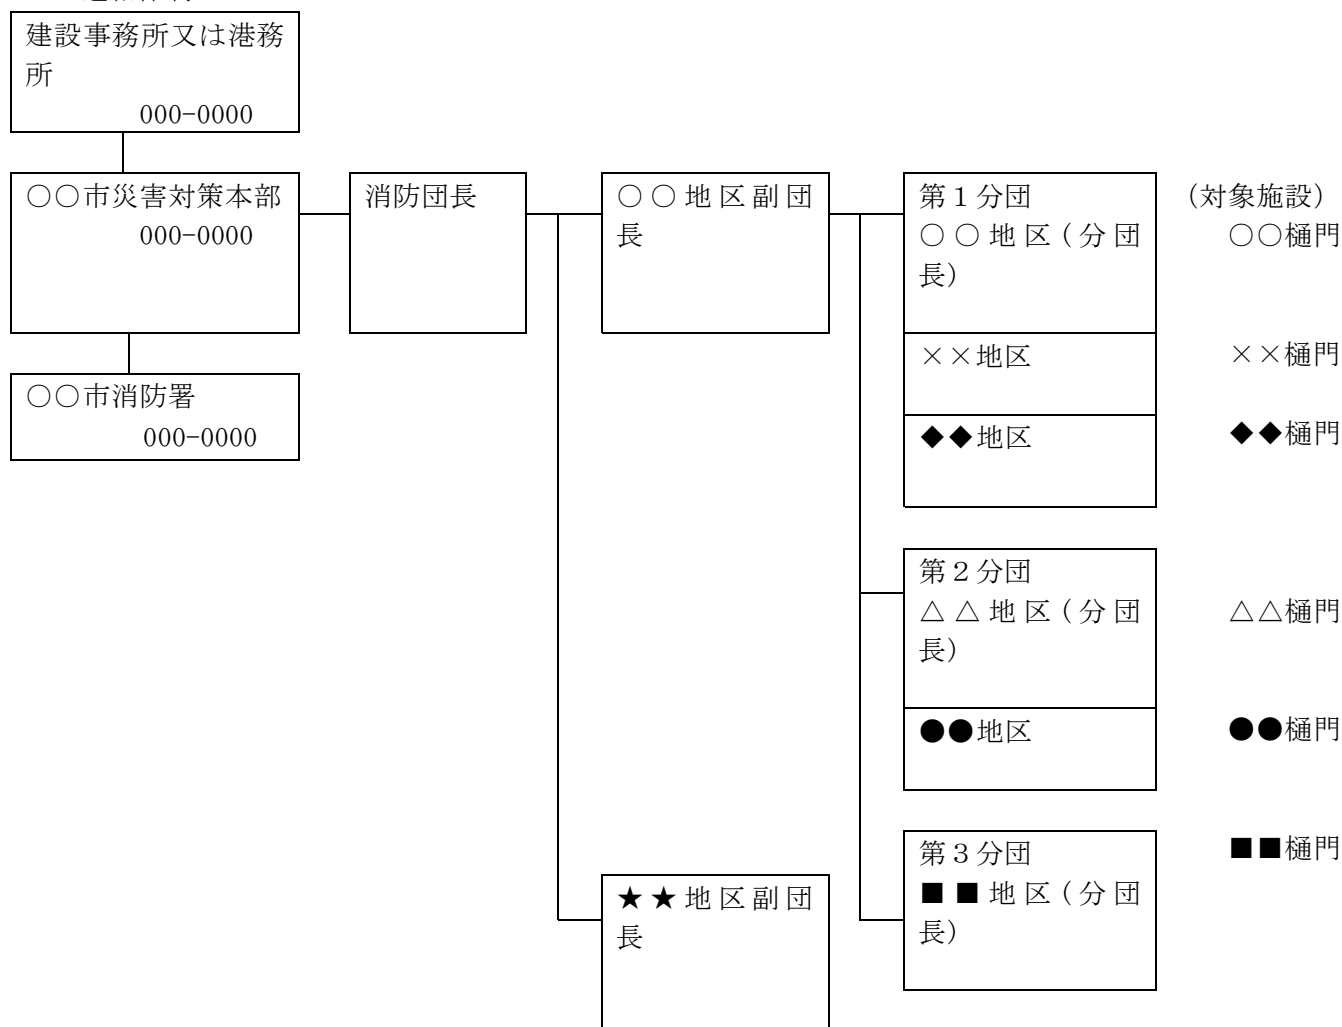 建設事務所又は港務
所
000-0000
○○市災害対策本部
000-0000
○○市消防署
000-0000
消防団長
○○地区副団
長
★★地区副団
長
第１分団
○○地区(分団
長)
××地区
◆◆地区
第２分団
△△地区(分団
長)
●●地区
第３分団
■■地区(分団
長)
(対象施設)
○○樋門
××樋門
◆◆樋門
△△樋門
●●樋門
■■樋門